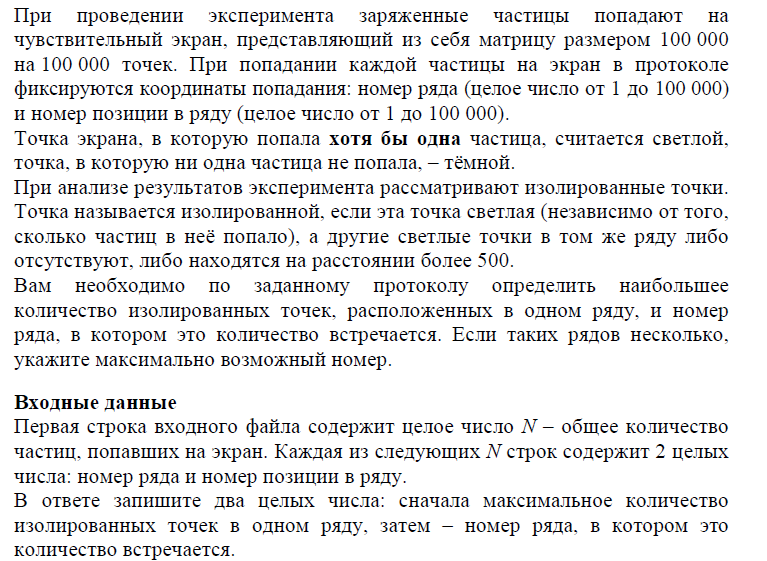 При проведении эксперимента заряженные частицы попадают на
чувствительный экран, представляющий из себя матрицу размером 100 000
на 100 000 точек. При попадании каждой частицы на экран в протоколе
фиксируются координаты попадания: номер ряда (целое число от 1 до 100 000)
и номер позиции в ряду (целое число от 1 до 100 000).
Точка экрана, в которую попала хотя бы одна частица, считается светлой,
точка, в которую ни одна частица не попала, – тёмной.
При анализе результатов эксперимента рассматривают изолированные точки.
Точка называется изолированной, если эта точка светлая (независимо от того,
сколько частиц в неё попало), а другие светлые точки в том же ряду либо
отсутствуют, либо находятся на расстоянии более 500.
Вам необходимо по заданному протоколу определить наибольшее
количество изолированных точек, расположенных в одном ряду, и номер
ряда, в котором это количество встречается. Если таких рядов несколько,
укажите максимально возможный номер.
Входные данные
Первая строка входного файла содержит целое число N – общее количество
частиц, попавших на экран. Каждая из следующих N строк содержит 2 целых
числа: номер ряда и номер позиции в ряду.
В ответе запишите два целых числа: сначала максимальное количество
изолированных точек в одном ряду, затем – номер ряда, в котором это
количество встречается.